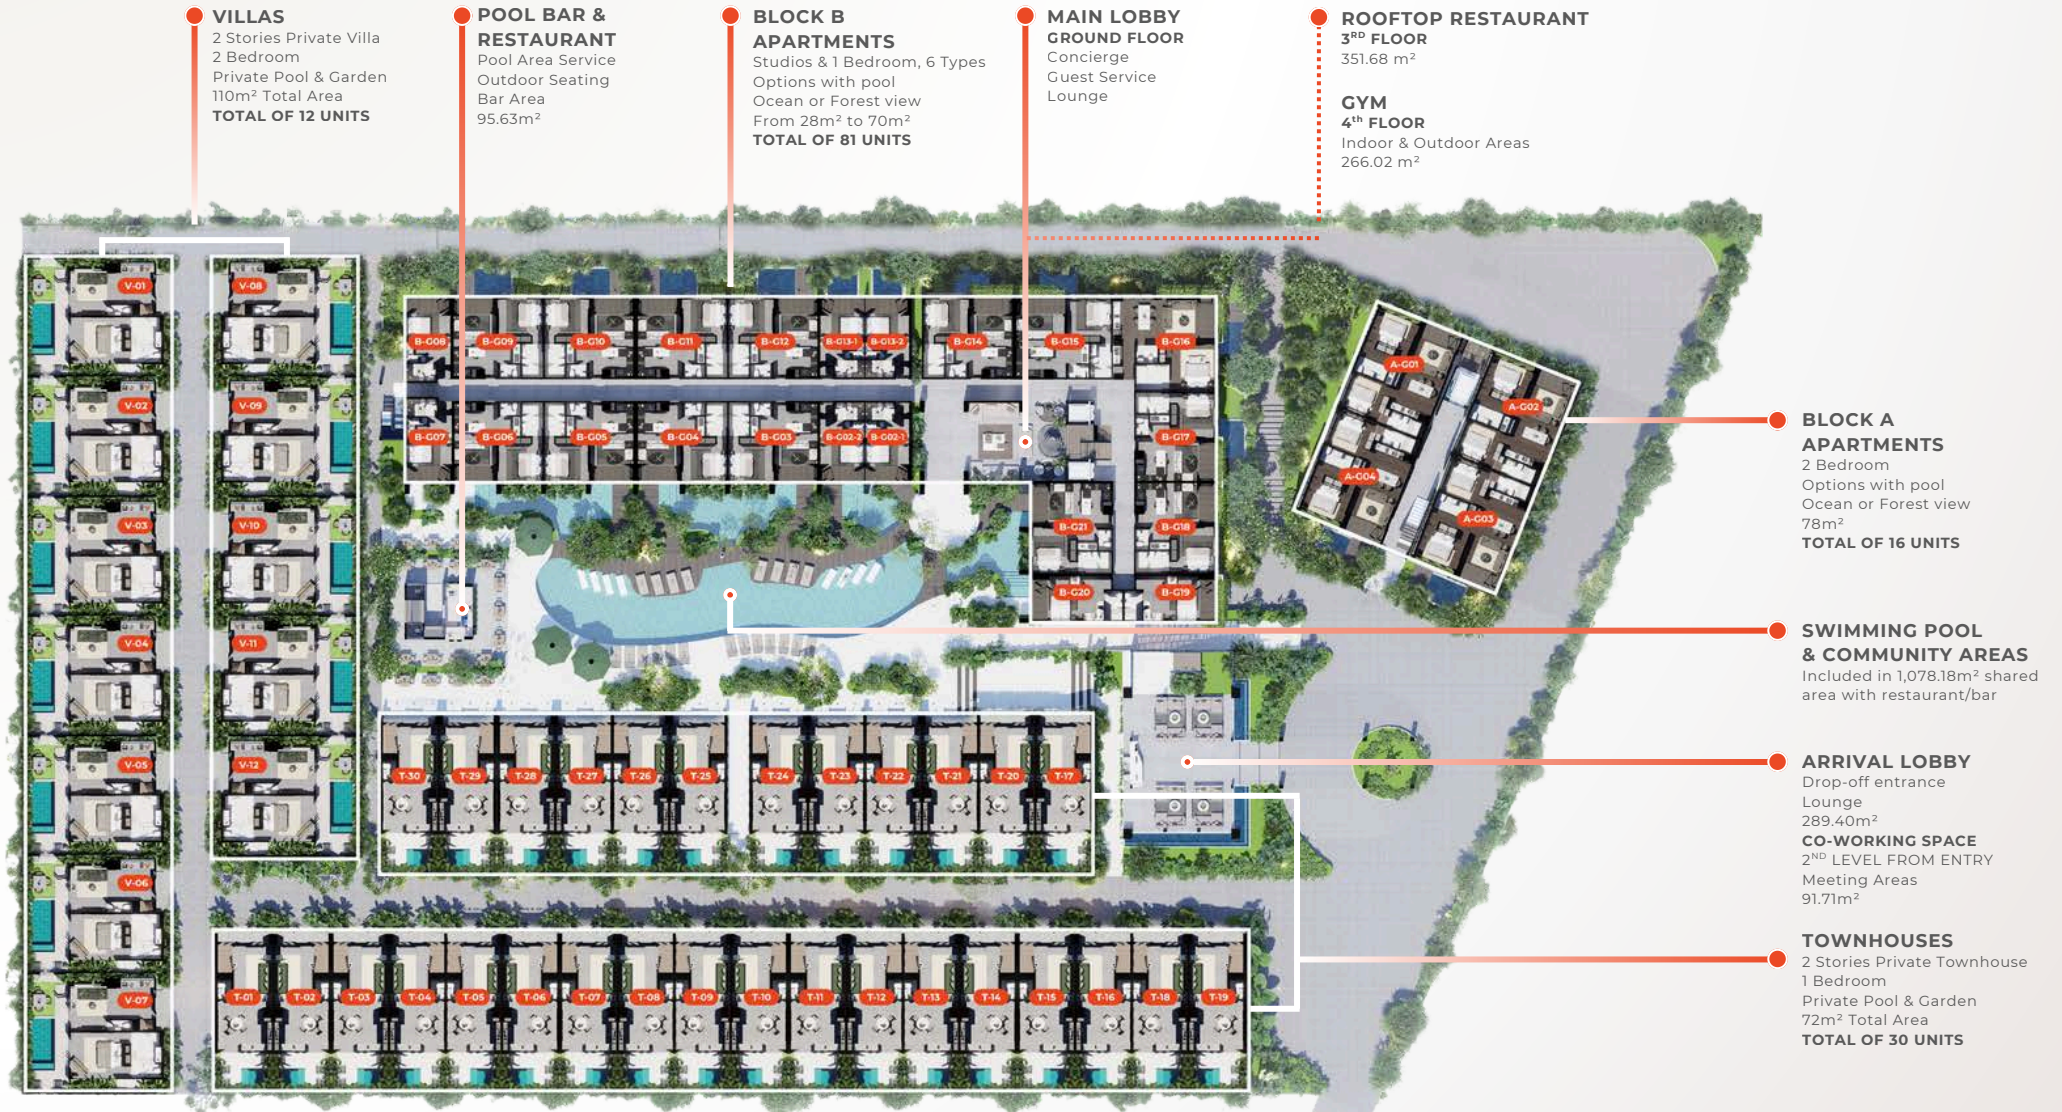 VILLAS
2 Stories Private Villa
2 Bedroom
Private Pool & Garden
110m² Total Area
TOTAL OF 12 UNITS
POOL BAR &
RESTAURANT
Pool Area Service
Outdoor Seating
Bar Area
95.63m²
BLOCK B
APARTMENTS
Studios & 1 Bedroom, 6 Types
Options with pool
Ocean or Forest view
From 28m² to 70m²
TOTAL OF 81 UNITS
MAIN LOBBY
GROUND FLOOR
Concierge
Guest Service
Lounge
ROOFTOP RESTAURANT
3RD FLOOR
351.68 m²
GYM
4th FLOOR
Indoor & Outdoor Areas
266.02 m²
BLOCK A
APARTMENTS
2 Bedroom
Options with pool
Ocean or Forest view
78m²
TOTAL OF 16 UNITS
SWIMMING POOL
& COMMUNITY AREAS
Included in 1,078.18m² shared
area with restaurant/bar
ARRIVAL LOBBY
Drop-off entrance
Lounge
289.40m²
CO-WORKING SPACE
2ND LEVEL FROM ENTRY
Meeting Areas
91.71m²
TOWNHOUSES
2 Stories Private Townhouse
1 Bedroom
Private Pool & Garden
72m² Total Area
TOTAL OF 30 UNITS
V-01
V-02
V-03
V-04
V-05
V-06
V-07
V-08
V-09
V-10
V-11
V-12
B-G08 B-G09 B-G10 B-G11 B-G12 B-G13-1 B-G13-2 B-G14 B-G15 B-G16
B-G07 B-G06 B-G05 B-G04 B-G03 B-G02-2 B-G02-1 B-G17
B-G21 B-G18
B-G20 B-G19
A-G01
A-G02
A-G04
A-G03
T-30 T-29 T-28 T-27 T-26 T-25 T-24 T-23 T-22 T-21 T-20 T-17
T-01 T-02 T-03 T-04 T-05 T-06 T-07 T-08 T-09 T-10 T-11 T-12 T-13 T-14 T-15 T-16 T-18 T-19